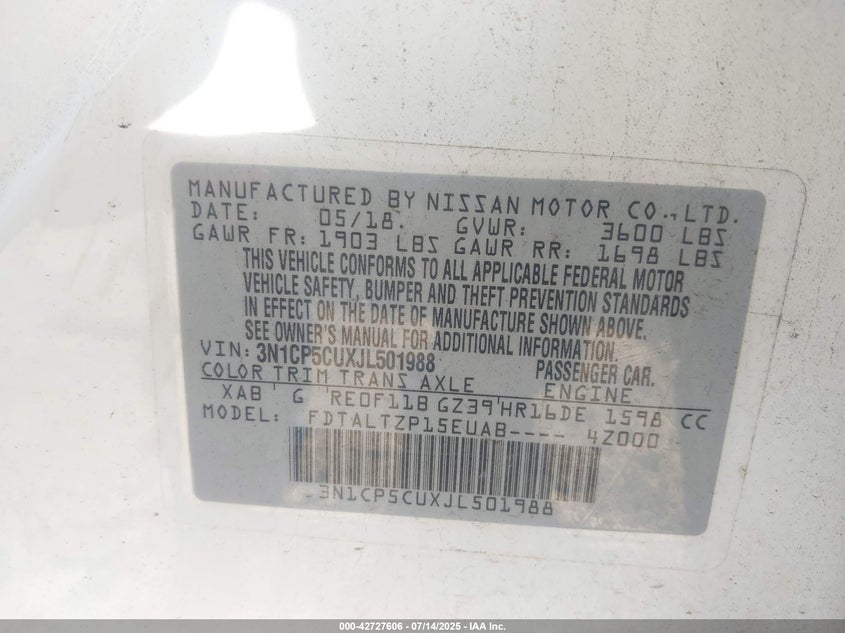 MANUFACTURED BY NISSAN MOTOR CO., LTD.
DATE: 05/18. GVWR: 3600 LBS
GAWR FR: 1903 LBS GAWR RR: 1698 LBS
THIS VEHICLE CONFORMS TO ALL APPLICABLE FEDERAL MOTOR
VEHICLE SAFETY, BUMPER AND THEFT PREVENTION STANDARDS
IN EFFECT ON THE DATE OF MANUFACTURE SHOWN ABOVE.
SEE OWNER'S MANUAL FOR ADDITIONAL INFORMATION.
VIN: 3N1CP5CUXJL501988 PASSENGER CAR.
COLOR TRIM TRANS AXLE ENGINE
XAB G RE0F11B GZ39 HR16DE 1598 CC
MODEL: FDTALTZP15EUAB---- 4Z000
3N1CP5CUXJL501988
000-42727606 - 07/14/2025 - IAA Inc.